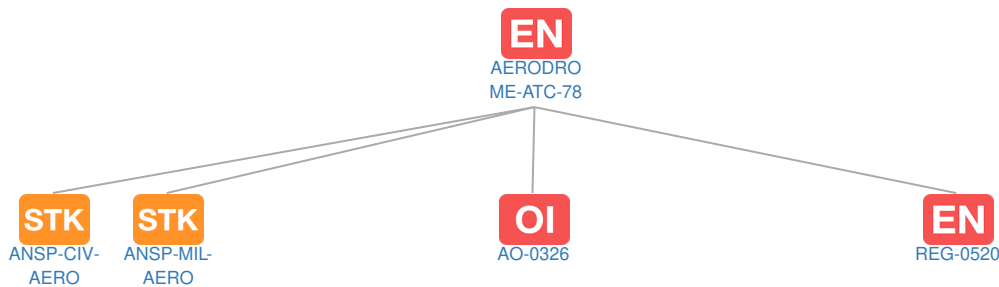 EN
AERODRO
ME-ATC-78
STK
STK
OI
EN
ANSP-CIV-
AERO
ANSP-MIL-
AERO
AO-0326
REG-0520